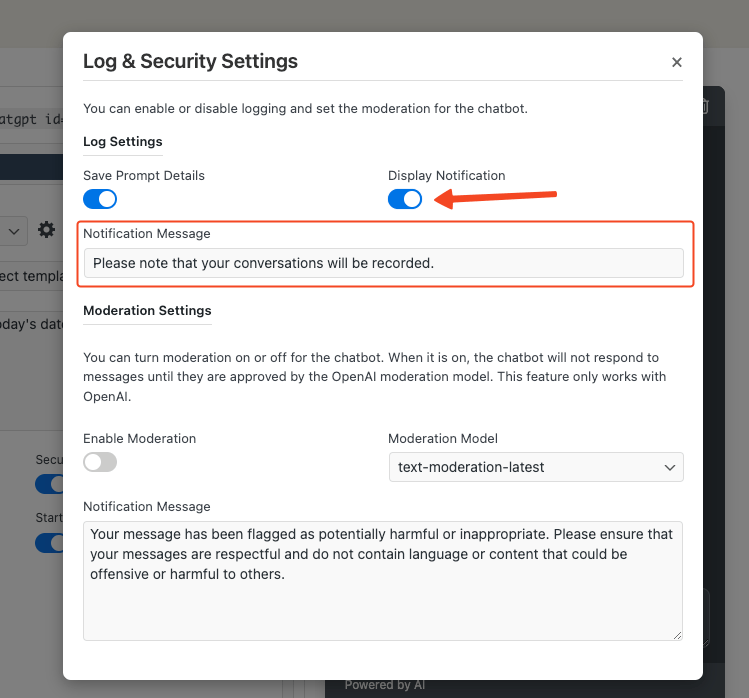 Log & Security Settings
×
You can enable or disable logging and set the moderation for the chatbot.
Log Settings
Save Prompt Details
Display Notification
Notification Message
Please note that your conversations will be recorded.
Moderation Settings
You can turn moderation on or off for the chatbot. When it is on, the chatbot will not respond to
messages until they are approved by the OpenAI moderation model. This feature only works with
OpenAI.
Enable Moderation
Moderation Model
text-moderation-latest
Notification Message
Your message has been flagged as potentially harmful or inappropriate. Please ensure that
your messages are respectful and do not contain language or content that could be
offensive or harmful to others.
atgpt id=
ect templa
oday's date
Secu
Start
Powered by AI